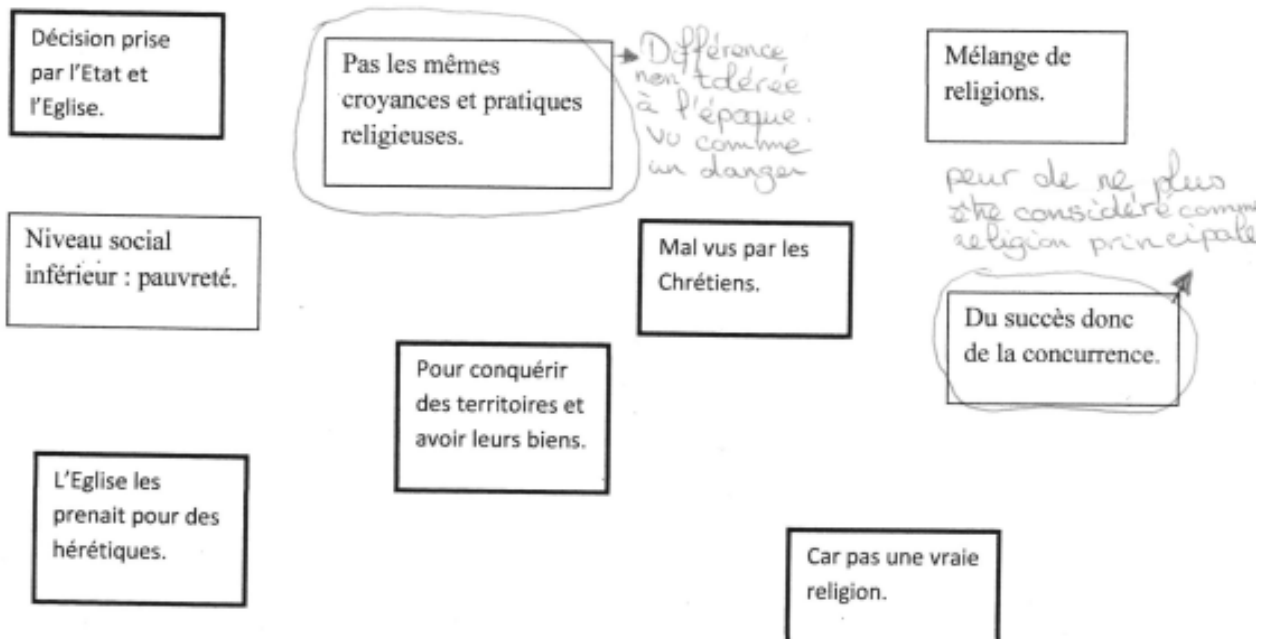 Décision prise
par l'Etat et
l'Eglise.
Pas les mêmes
croyances et pratiques
religieuses.
Différence
non tolérée
à l'époque.
Vu comme
un danger
Mélange de
religions.
peur de ne plus
être considéré comm
religion principale
Niveau social
inférieur : pauvreté.
Mal vus par les
Chrétiens.
Du succès donc
de la concurrence.
Pour conquérir
des territoires et
avoir leurs biens.
L'Eglise les
prenait pour des
hérétiques.
Car pas une vraie
religion.